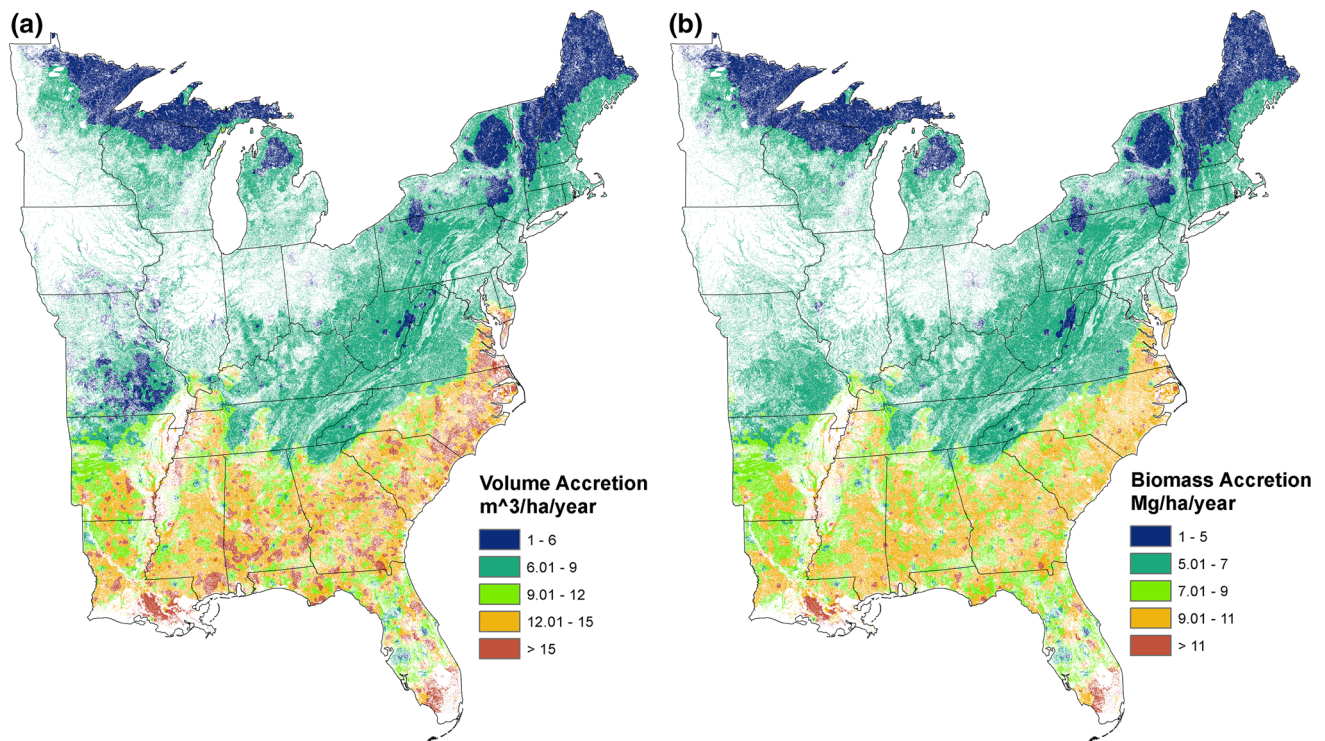 (a)
Volume Accretion
m^3/ha/year
1 - 6
6.01 - 9
9.01 - 12
12.01 - 15
> 15
(b)
Biomass Accretion
Mg/ha/year
1 - 5
5.01 - 7
7.01 - 9
9.01 - 11
> 11